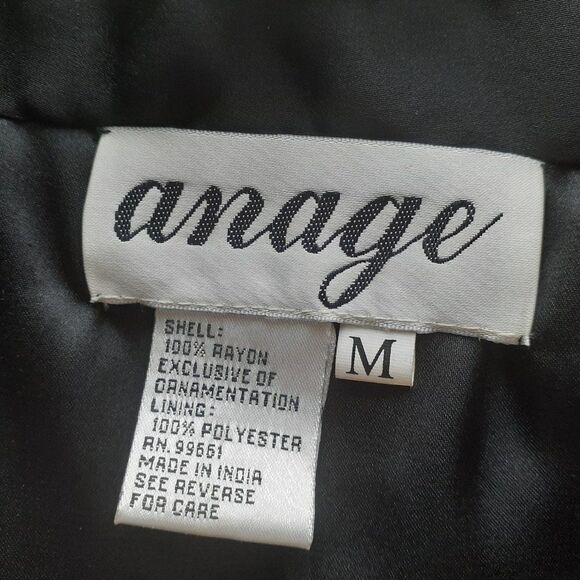 anage
SHELL:
100% RAYON
EXCLUSIVE OF
ORNAMENTATION
LINING:
100% POLYESTER
RN. 99661
MADE IN INDIA
SEE REVERSE
FOR CARE
M